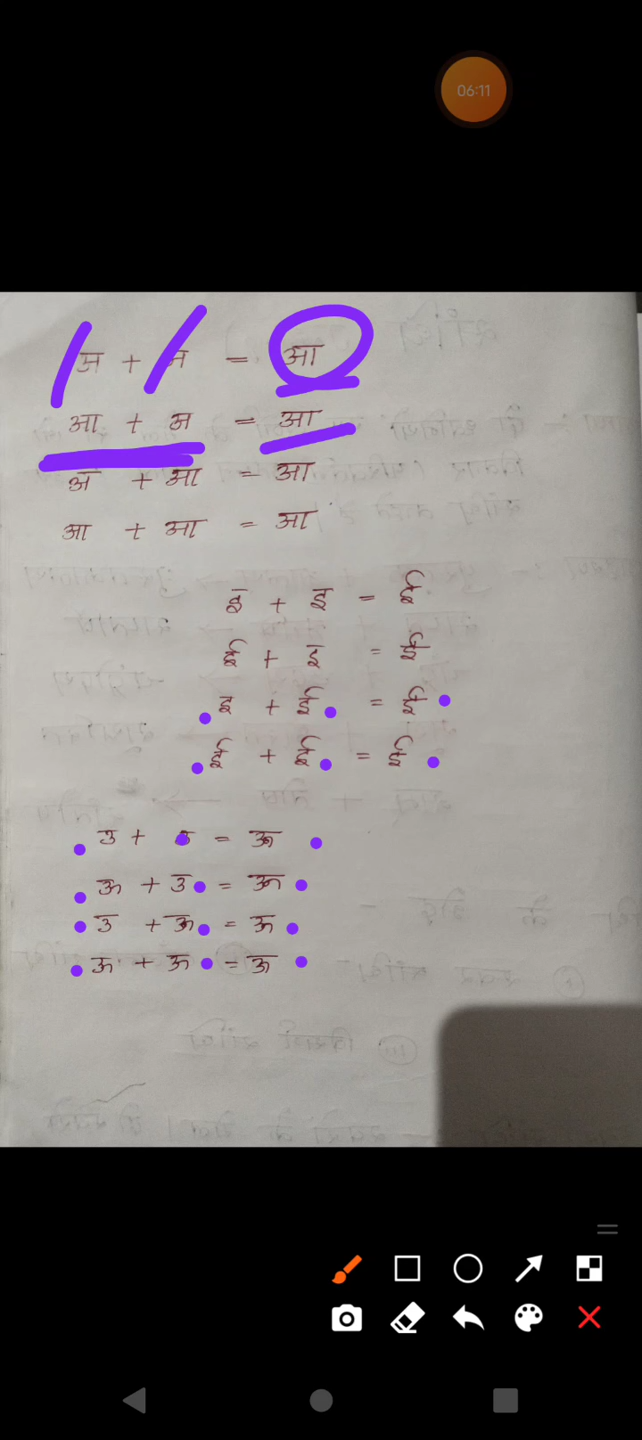 06:11
अ + अ = आ
आ + अ = आ
अ + आ = आ
आ + आ = आ
इ + इ = ई
ई + इ = ई
इ + ई = ई
ई + ई = ई
उ + उ = ऊ
ऊ + उ = ऊ
उ + ऊ = ऊ
ऊ + ऊ = ऊ